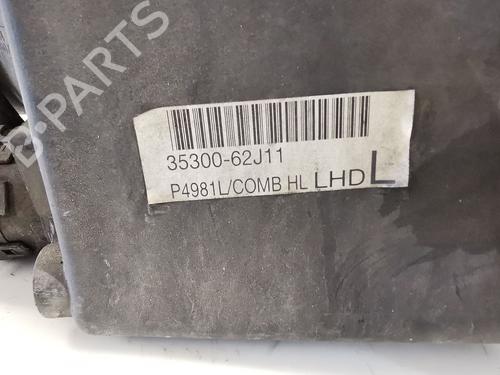 B-PARTS
35300-62J11
P4981L/COMB HL LHD L